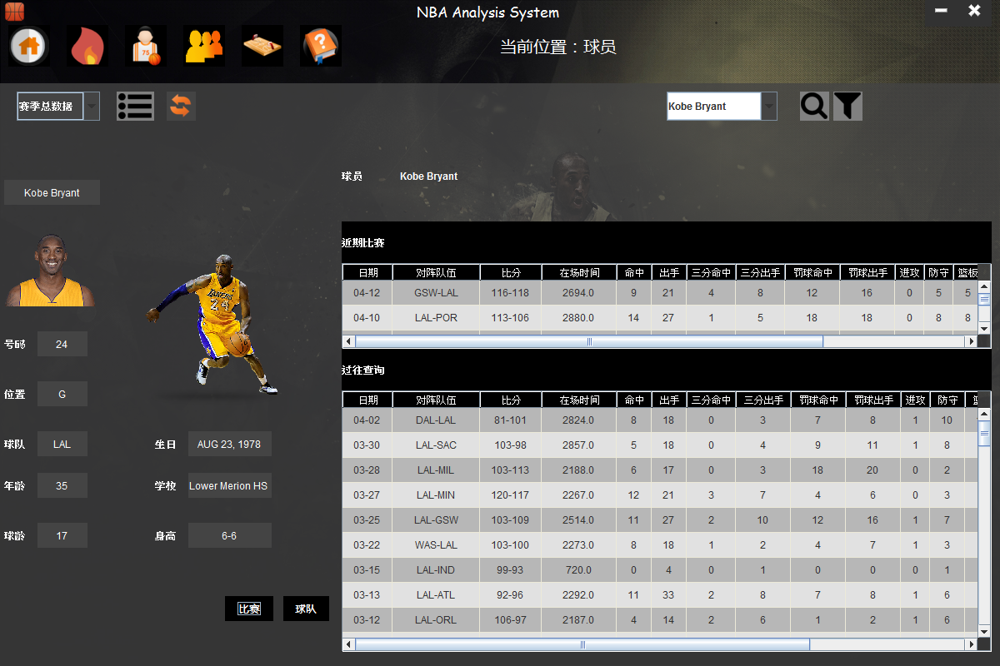 NBA Analysis System
当前位置：球员
赛季总数据
Kobe Bryant
球员 Kobe Bryant
Kobe Bryant
近期比赛
日期 对阵队伍 比分 在场时间 命中 出手 三分命中 三分出手 罚球命中 罚球出手 进攻 防守 篮板
04-12 GSW-LAL 116-118 2694.0 9 21 4 8 12 16 0 5 5
04-10 LAL-POR 113-106 2880.0 14 27 1 5 18 18 0 8 8
过往查询
日期 对阵队伍 比分 在场时间 命中 出手 三分命中 三分出手 罚球命中 罚球出手 进攻 防守
04-02 DAL-LAL 81-101 2824.0 8 18 0 3 7 8 1 10
03-30 LAL-SAC 103-98 2857.0 5 18 0 4 9 11 1 8
03-28 LAL-MIL 103-113 2188.0 6 17 0 3 18 20 0 2
03-27 LAL-MIN 120-117 2267.0 12 21 3 7 4 6 0 3
03-25 LAL-GSW 103-109 2514.0 11 27 2 10 12 16 1 7
03-22 WAS-LAL 103-100 2273.0 8 18 1 2 4 7 1 3
03-15 LAL-IND 99-93 720.0 0 4 0 1 0 0 0 1
03-13 LAL-ATL 92-96 2292.0 11 33 2 8 7 8 1 6
03-12 LAL-ORL 106-97 2187.0 4 14 2 6 1 2 1 6
LAKERS
24
号码 24
位置 G
球队 LAL 生日 AUG 23, 1978
年龄 35 学校 Lower Merion HS
球龄 17 身高 6-6
比赛 球队